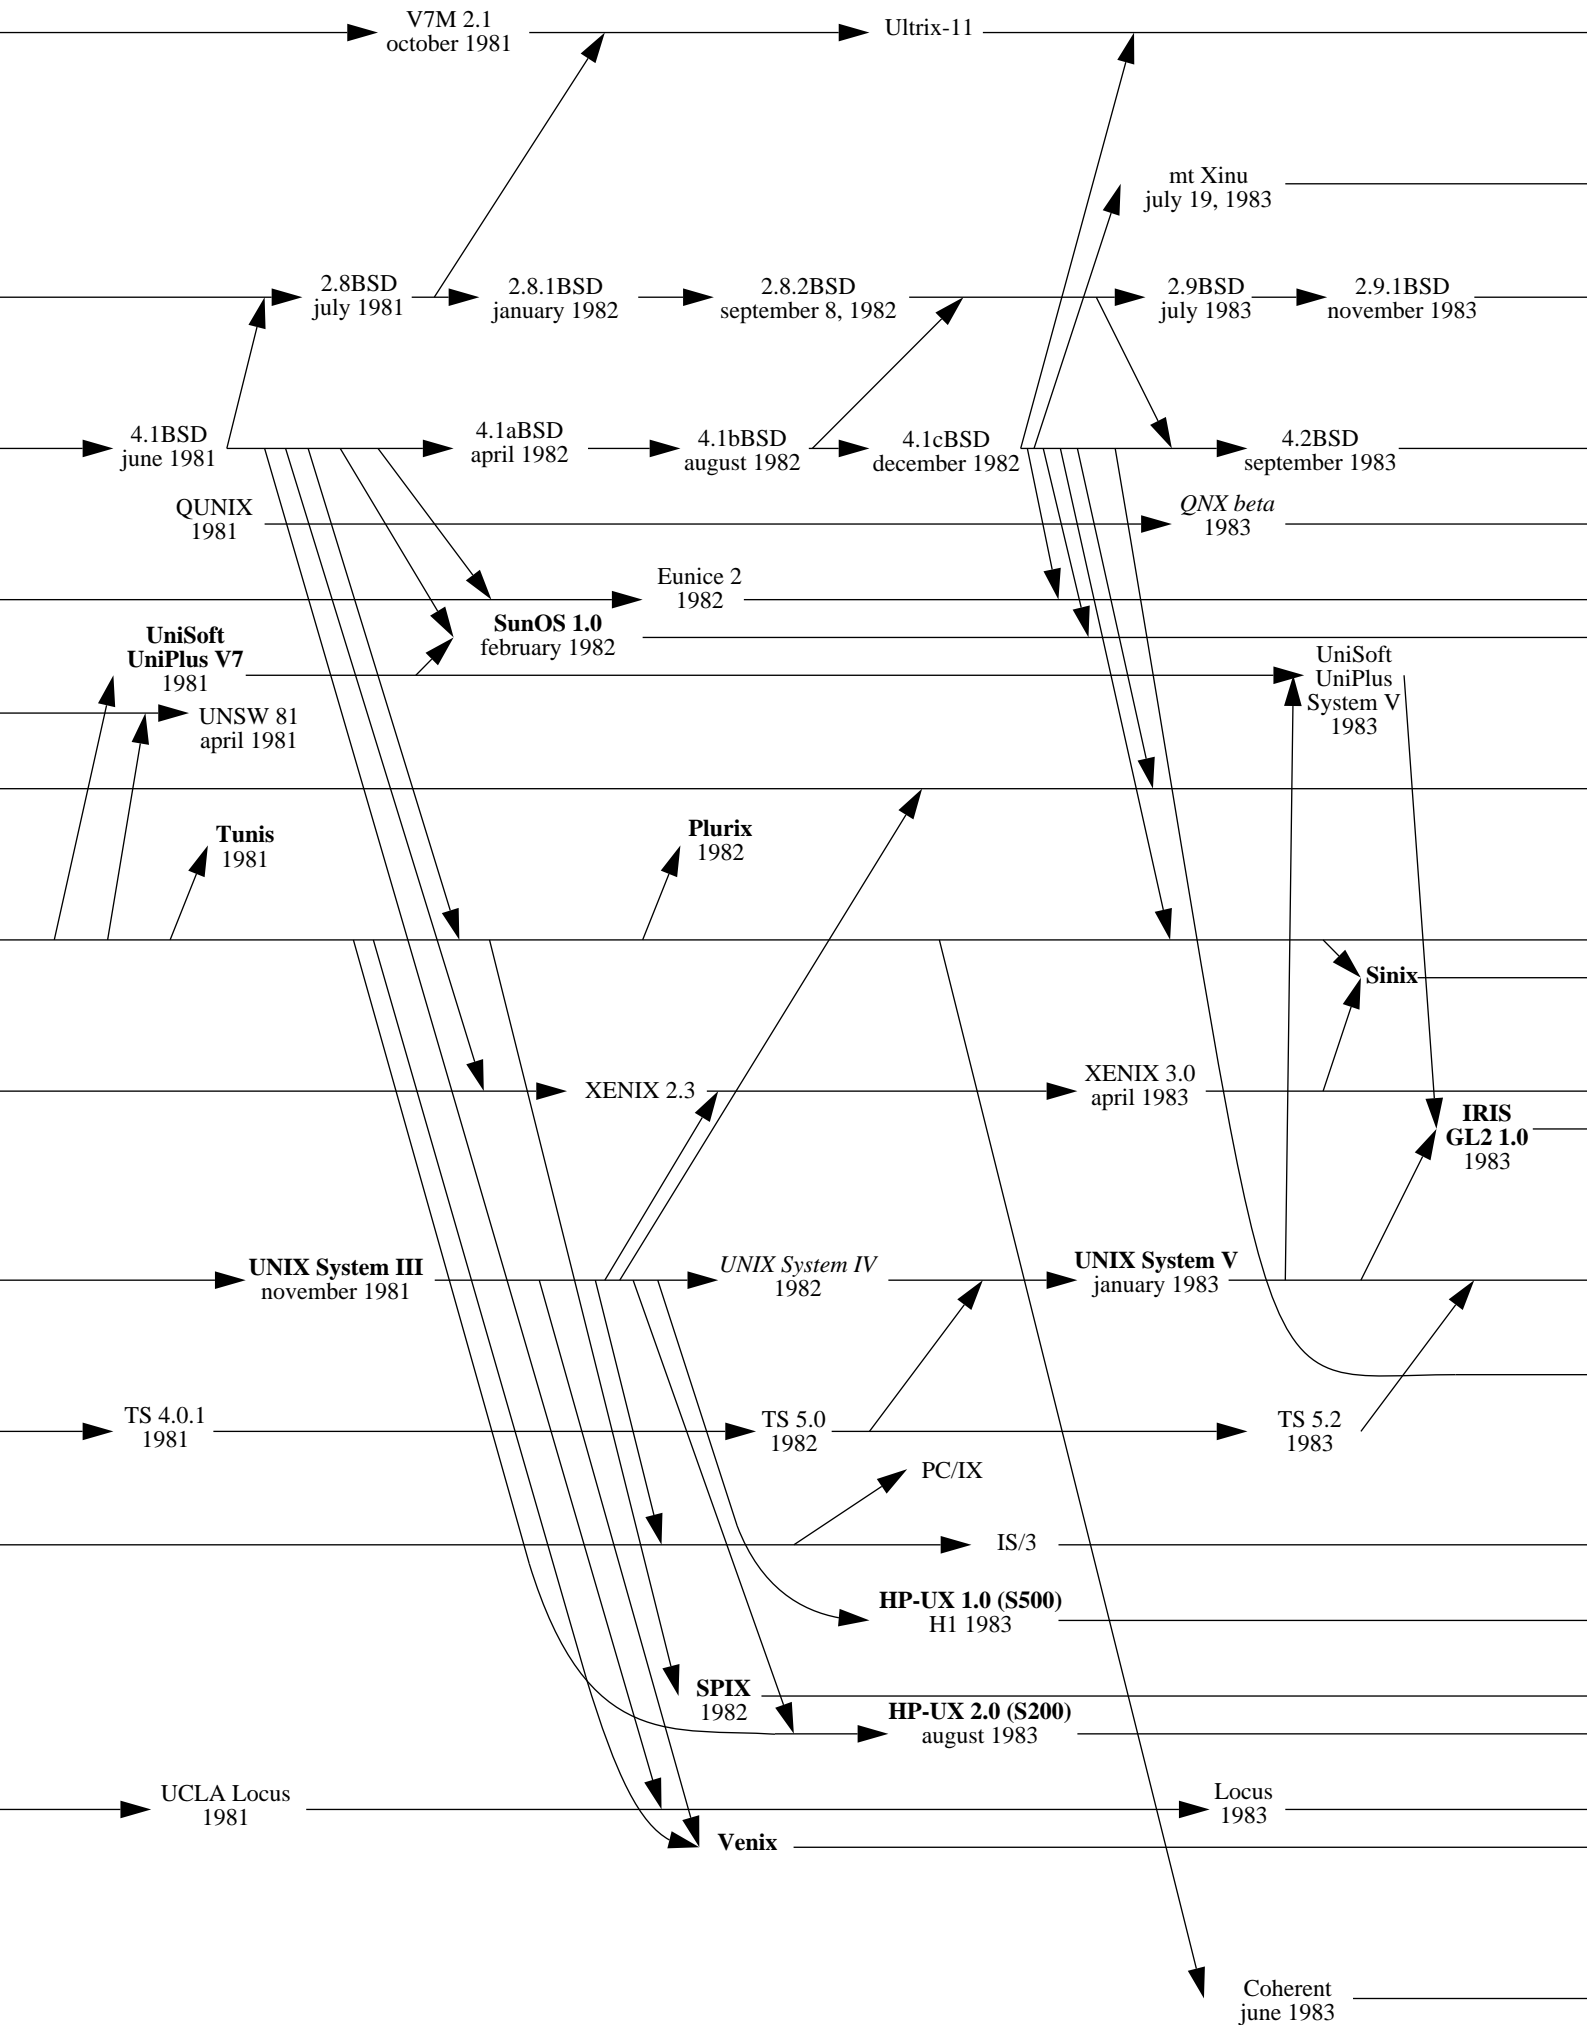 V7M 2.1
october 1981
Ultrix-11
mt Xinu
july 19, 1983
2.8BSD
july 1981
2.8.1BSD
january 1982
2.8.2BSD
september 8, 1982
2.9BSD
july 1983
2.9.1BSD
november 1983
4.1BSD
june 1981
4.1aBSD
april 1982
4.1bBSD
august 1982
4.1cBSD
december 1982
4.2BSD
september 1983
QUNIX
1981
QNX beta
1983
Eunice 2
1982
SunOS 1.0
february 1982
UniSoft
UniPlus V7
1981
UniSoft
UniPlus
System V
1983
UNSW 81
april 1981
Tunis
1981
Plurix
1982
Sinix
XENIX 2.3
XENIX 3.0
april 1983
IRIS
GL2 1.0
1983
UNIX System III
november 1981
UNIX System IV
1982
UNIX System V
january 1983
TS 4.0.1
1981
TS 5.0
1982
TS 5.2
1983
PC/IX
IS/3
HP-UX 1.0 (S500)
H1 1983
SPIX
1982
HP-UX 2.0 (S200)
august 1983
UCLA Locus
1981
Locus
1983
Venix
Coherent
june 1983